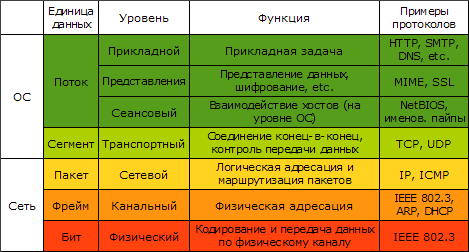 Единица данных
Уровень
Функция
Примеры протоколов
ОС
Поток
Прикладной
Прикладная задача
HTTP, SMTP,
DNS, etc.
Представления
Представление данных,
шифрование, etc.
MIME, SSL
Сеансовый
Взаимодействие хостов (на
уровне ОС)
NetBIOS,
именов. пайпы
Сегмент
Транспортный
Соединение конец-в-конец,
контроль передачи данных
TCP, UDP
Сеть
Пакет
Сетевой
Логическая адресация и
маршрутизация пакетов
IP, ICMP
Фрейм
Канальный
Физическая адресация
IEEE 802.3,
ARP, DHCP
Бит
Физический
Кодирование и передача данных
по физическому каналу
IEEE 802.3